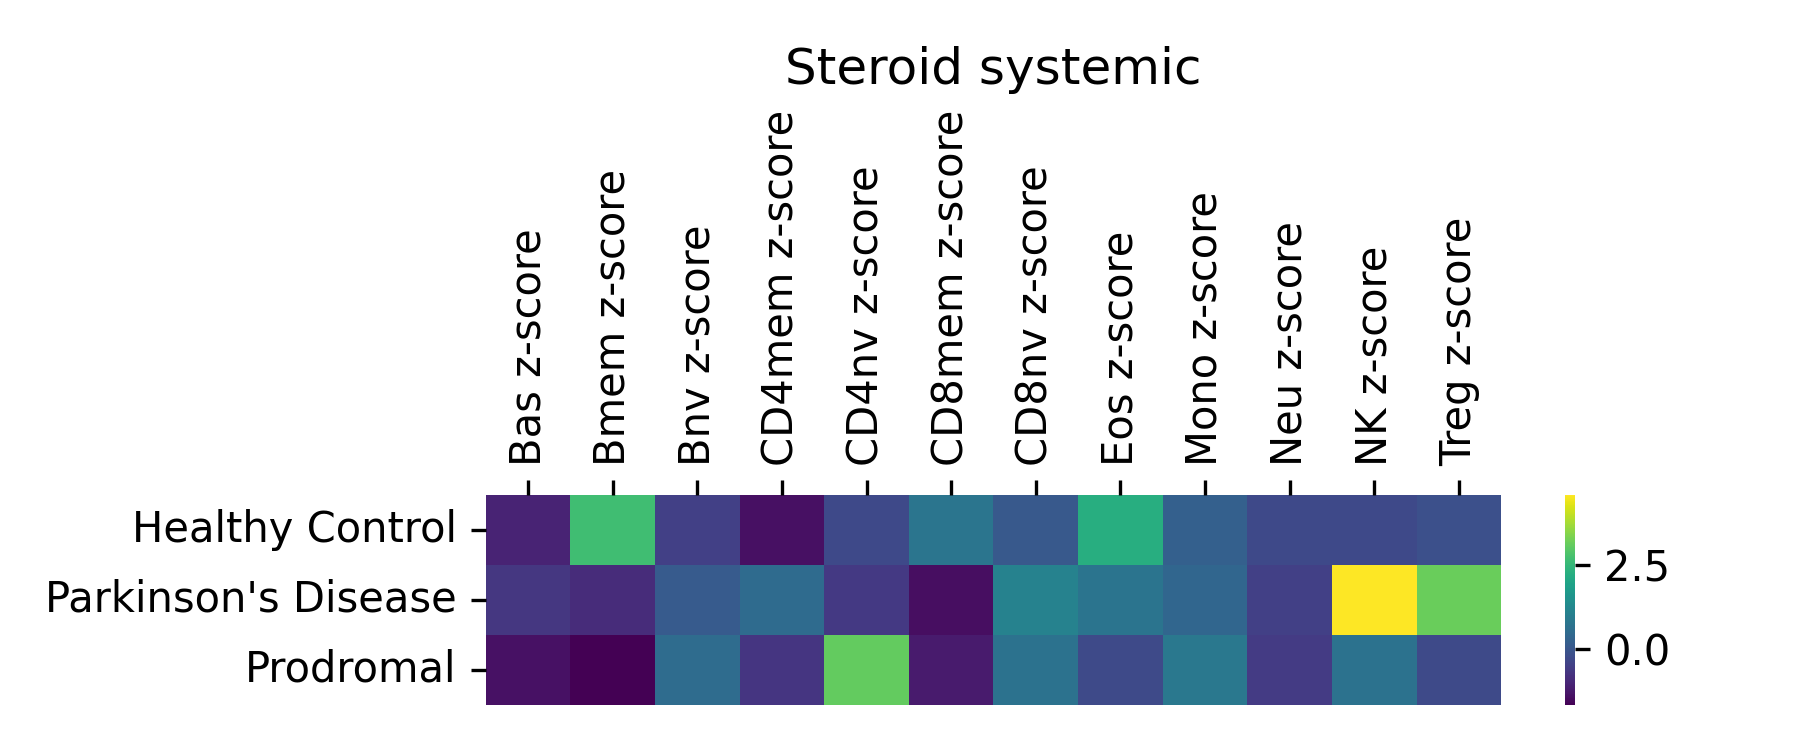 Steroid systemic
Bas z-score
Bmem z-score
Bnv z-score
CD4mem z-score
CD4nv z-score
CD8mem z-score
CD8nv z-score
Eos z-score
Mono z-score
Neu z-score
NK z-score
Treg z-score
Healthy Control
Parkinson's Disease
Prodromal
2.5
0.0